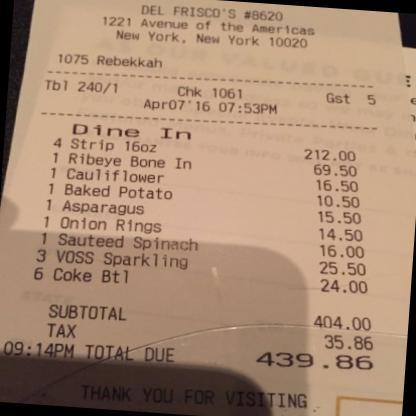 DEL FRISCO'S #8620
1221 Avenue of the Americas
New York, New York 10020
1075 Rebekkah
Tbl 240/1 Chk 1061 Gst 5
Apr07'16 07:53PM
Dine In
4 Strip 16oz 212.00
1 Ribeye Bone In 69.50
1 Cauliflower 16.50
1 Baked Potato 10.50
1 Asparagus 15.50
1 Onion Rings 14.50
1 Sauteed Spinach 16.00
3 VOSS Sparkling 25.50
6 Coke Btl 24.00
SUBTOTAL 404.00
TAX 35.86
09:14PM TOTAL DUE 439.86
THANK YOU FOR VISITING